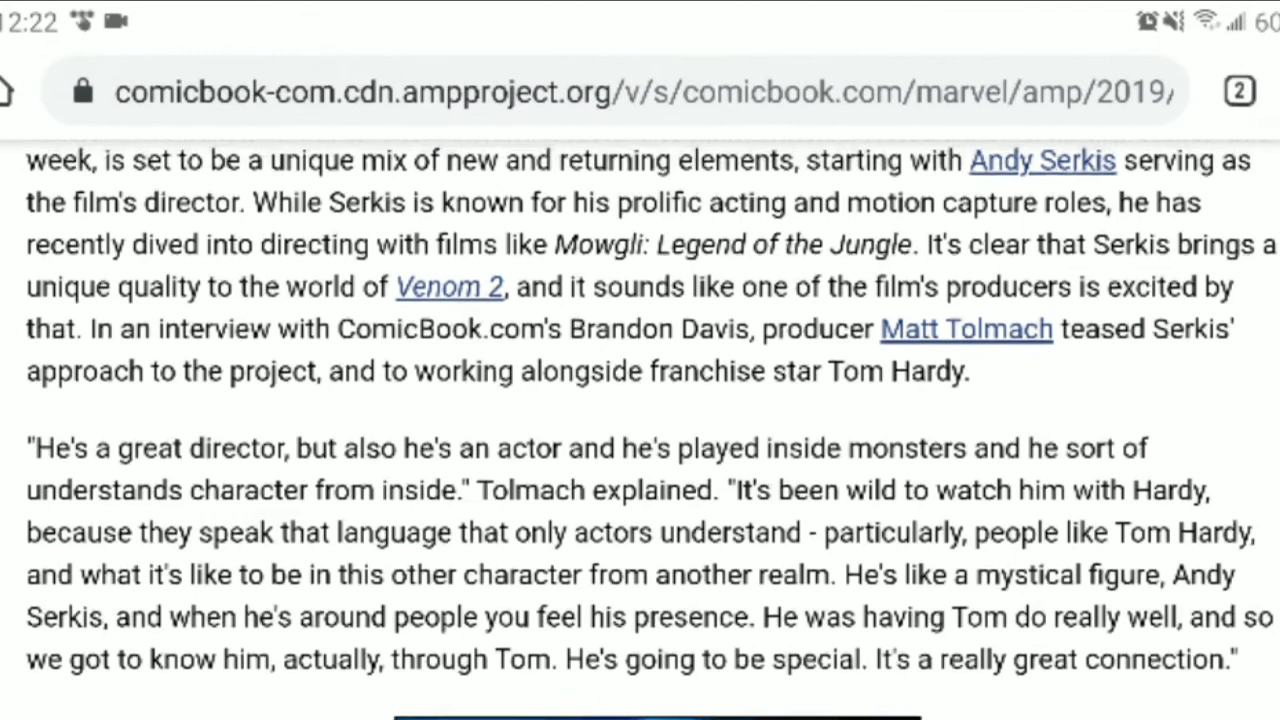 12:22
60
comicbook-com.cdn.ampproject.org/v/s/comicbook.com/marvel/amp/2019/
2
week, is set to be a unique mix of new and returning elements, starting with Andy Serkis serving as
the film's director. While Serkis is known for his prolific acting and motion capture roles, he has
recently dived into directing with films like Mowgli: Legend of the Jungle. It's clear that Serkis brings a
unique quality to the world of Venom 2, and it sounds like one of the film's producers is excited by
that. In an interview with ComicBook.com's Brandon Davis, producer Matt Tolmach teased Serkis'
approach to the project, and to working alongside franchise star Tom Hardy.
"He's a great director, but also he's an actor and he's played inside monsters and he sort of
understands character from inside." Tolmach explained. "It's been wild to watch him with Hardy,
because they speak that language that only actors understand - particularly, people like Tom Hardy,
and what it's like to be in this other character from another realm. He's like a mystical figure, Andy
Serkis, and when he's around people you feel his presence. He was having Tom do really well, and so
we got to know him, actually, through Tom. He's going to be special. It's a really great connection."